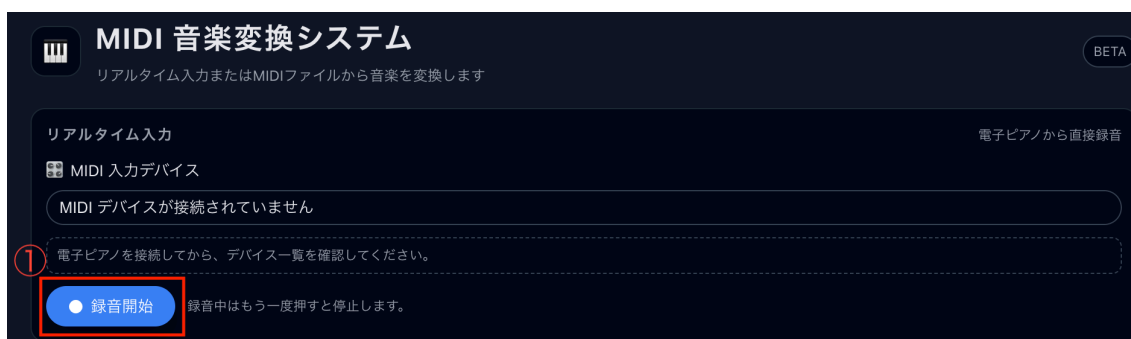 MIDI 音楽変換システム
リアルタイム入力またはMIDIファイルから音楽を変換します
BETA
リアルタイム入力
電子ピアノから直接録音
MIDI 入力デバイス
MIDI デバイスが接続されていません
①
電子ピアノを接続してから、デバイス一覧を確認してください。
録音開始
録音中はもう一度押すと停止します。